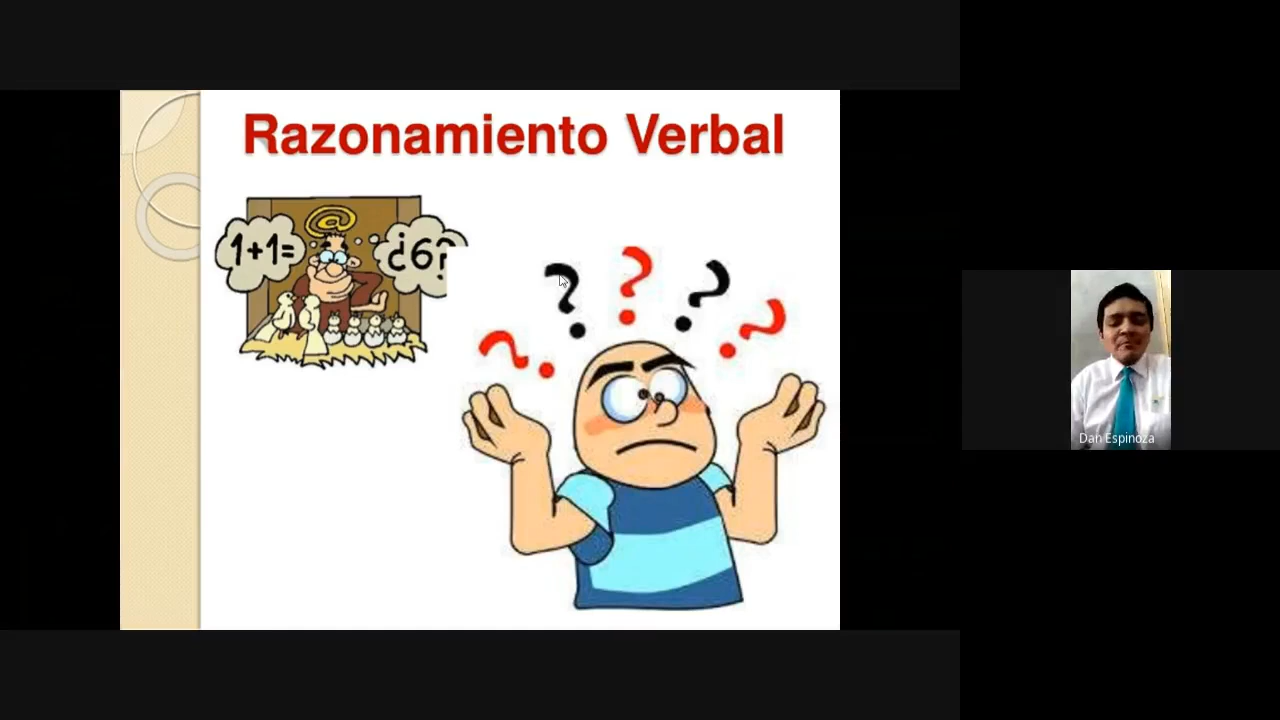 Razonamiento Verbal
1+1=
@
¿6?
? ? ? ? ?
Dan Espinoza